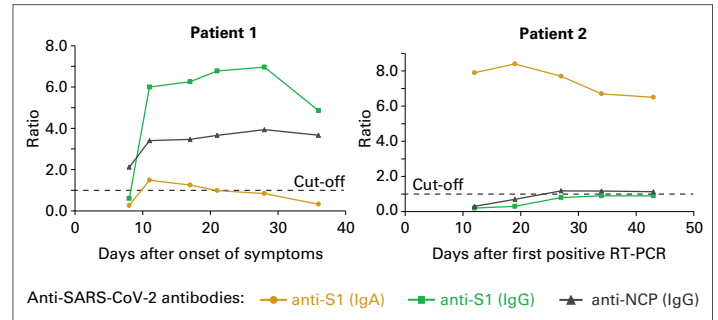 Patient 1
8.0
6.0
4.0
2.0
0.0
Ratio
Cut-off
0 10 20 30 40
Days after onset of symptoms
Patient 2
8.0
6.0
4.0
2.0
0.0
Ratio
Cut-off
0 10 20 30 40 50
Days after first positive RT-PCR
Anti-SARS-CoV-2 antibodies: anti-S1 (IgA) anti-S1 (IgG) anti-NCP (IgG)